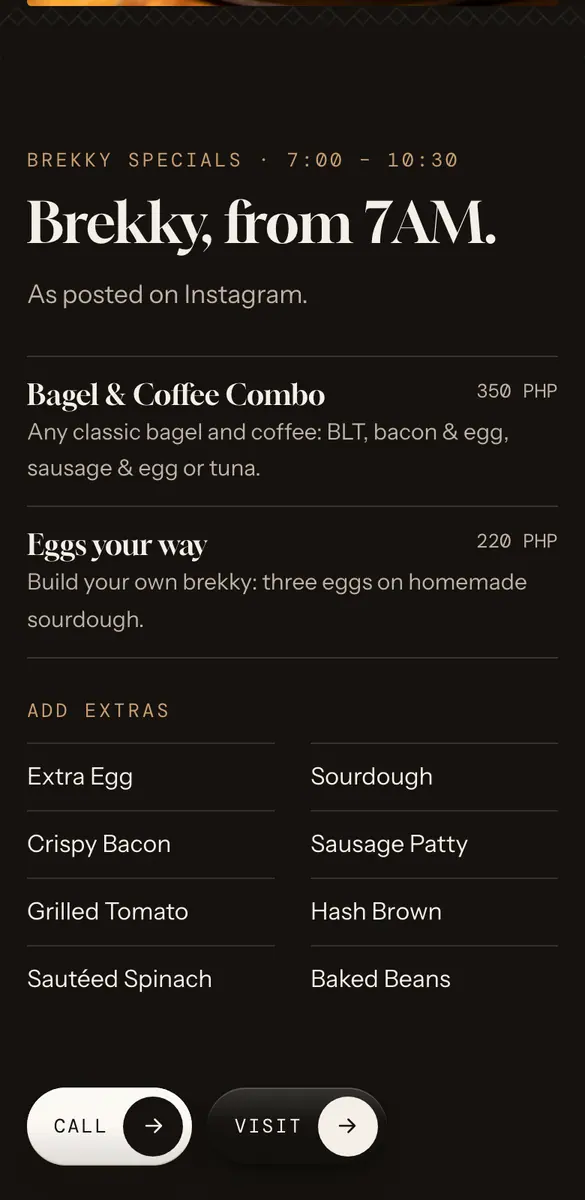 BREKKY SPECIALS · 7:00 – 10:30
Brekky, from 7AM.
As posted on Instagram.
Bagel & Coffee Combo
350 PHP
Any classic bagel and coffee: BLT, bacon & egg,
sausage & egg or tuna.
Eggs your way
220 PHP
Build your own brekky: three eggs on homemade
sourdough.
ADD EXTRAS
Extra Egg
Sourdough
Crispy Bacon
Sausage Patty
Grilled Tomato
Hash Brown
Sautéed Spinach
Baked Beans
CALL →
VISIT →